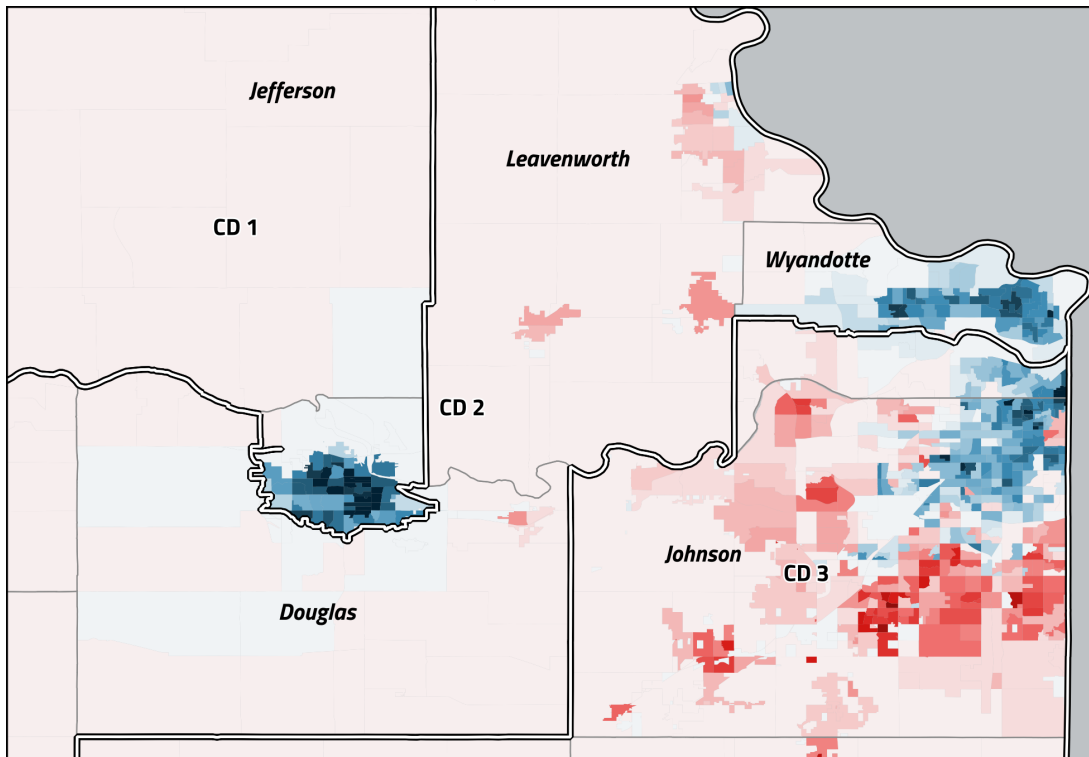 Jefferson
Leavenworth
CD 1
Wyandotte
CD 2
Johnson
CD 3
Douglas